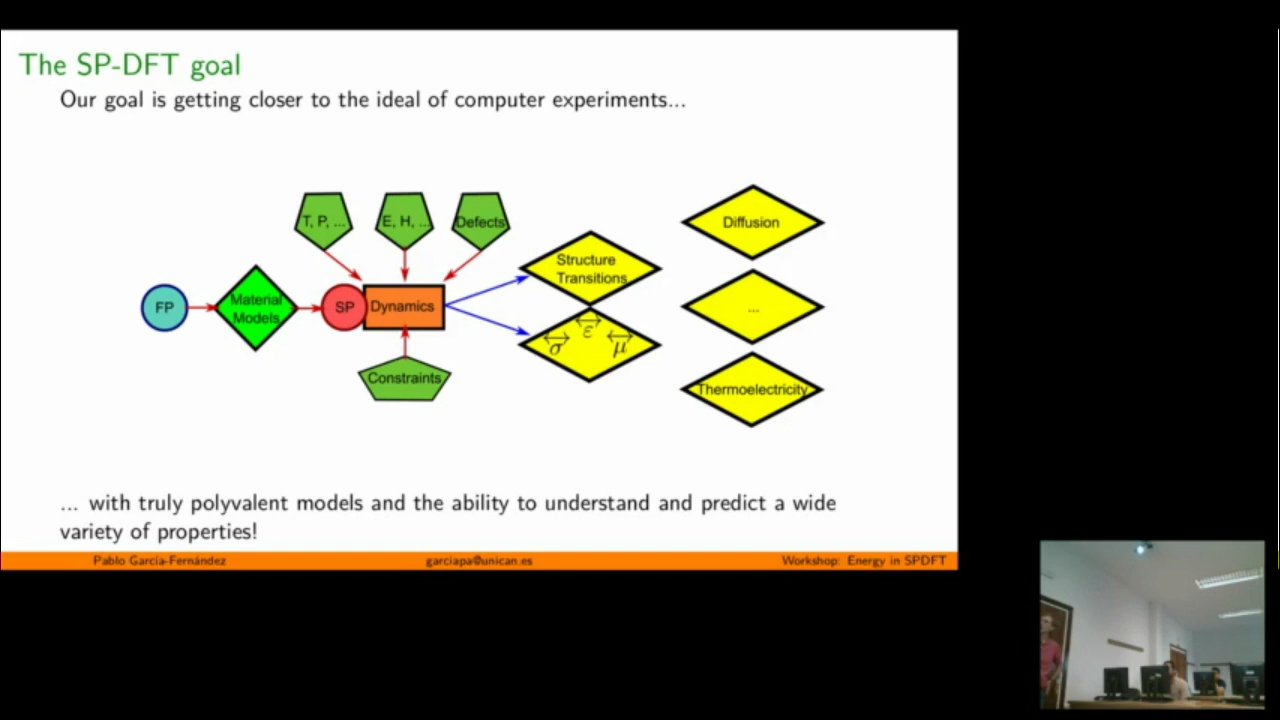 The SP-DFT goal
Our goal is getting closer to the ideal of computer experiments...
T, P, ...
E, H, ...
Defects
Diffusion
Structure
Transitions
FP
Material
Models
SP
Dynamics
...
σ ε μ
Constraints
Thermoelectricity
... with truly polyvalent models and the ability to understand and predict a wide
variety of properties!
Pablo García-Fernández garciapa@unican.es Workshop: Energy in SPDFT